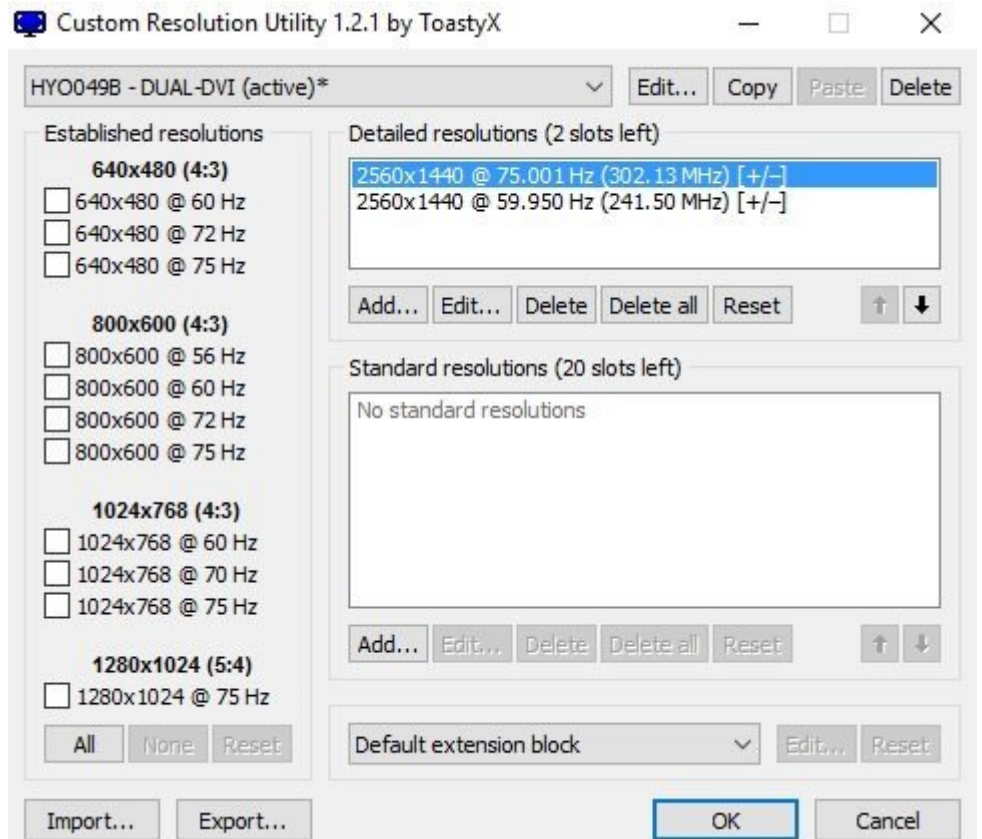 Custom Resolution Utility 1.2.1 by ToastyX
HYO049B - DUAL-DVI (active)*
Edit... Copy Paste Delete
Established resolutions
640x480 (4:3)
640x480 @ 60 Hz
640x480 @ 72 Hz
640x480 @ 75 Hz
800x600 (4:3)
800x600 @ 56 Hz
800x600 @ 60 Hz
800x600 @ 72 Hz
800x600 @ 75 Hz
1024x768 (4:3)
1024x768 @ 60 Hz
1024x768 @ 70 Hz
1024x768 @ 75 Hz
1280x1024 (5:4)
1280x1024 @ 75 Hz
All None Reset
Detailed resolutions (2 slots left)
2560x1440 @ 75.001 Hz (302.13 MHz) [+/−]
2560x1440 @ 59.950 Hz (241.50 MHz) [+/−]
Add... Edit... Delete Delete all Reset
Standard resolutions (20 slots left)
No standard resolutions
Add... Edit... Delete Delete all Reset
Default extension block
Edit... Reset
Import... Export...
OK Cancel